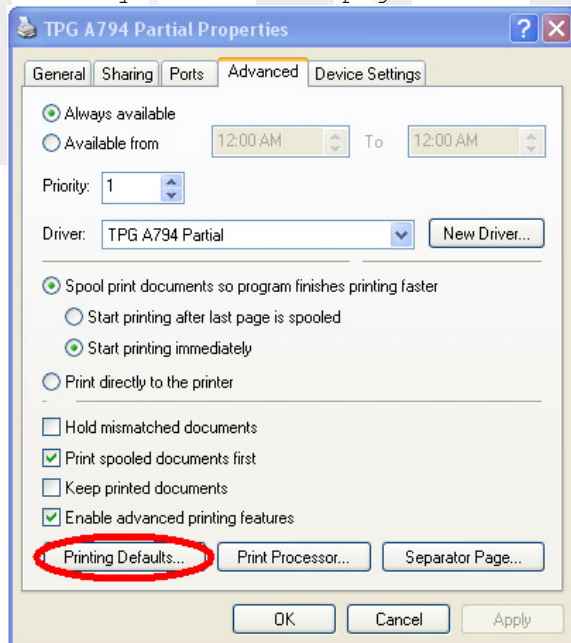 TPG A794 Partial Properties
General Sharing Ports Advanced Device Settings
Always available
Available from 12:00 AM To 12:00 AM
Priority: 1
Driver: TPG A794 Partial New Driver...
Spool print documents so program finishes printing faster
Start printing after last page is spooled
Start printing immediately
Print directly to the printer
Hold mismatched documents
Print spooled documents first
Keep printed documents
Enable advanced printing features
Printing Defaults... Print Processor... Separator Page...
OK Cancel Apply